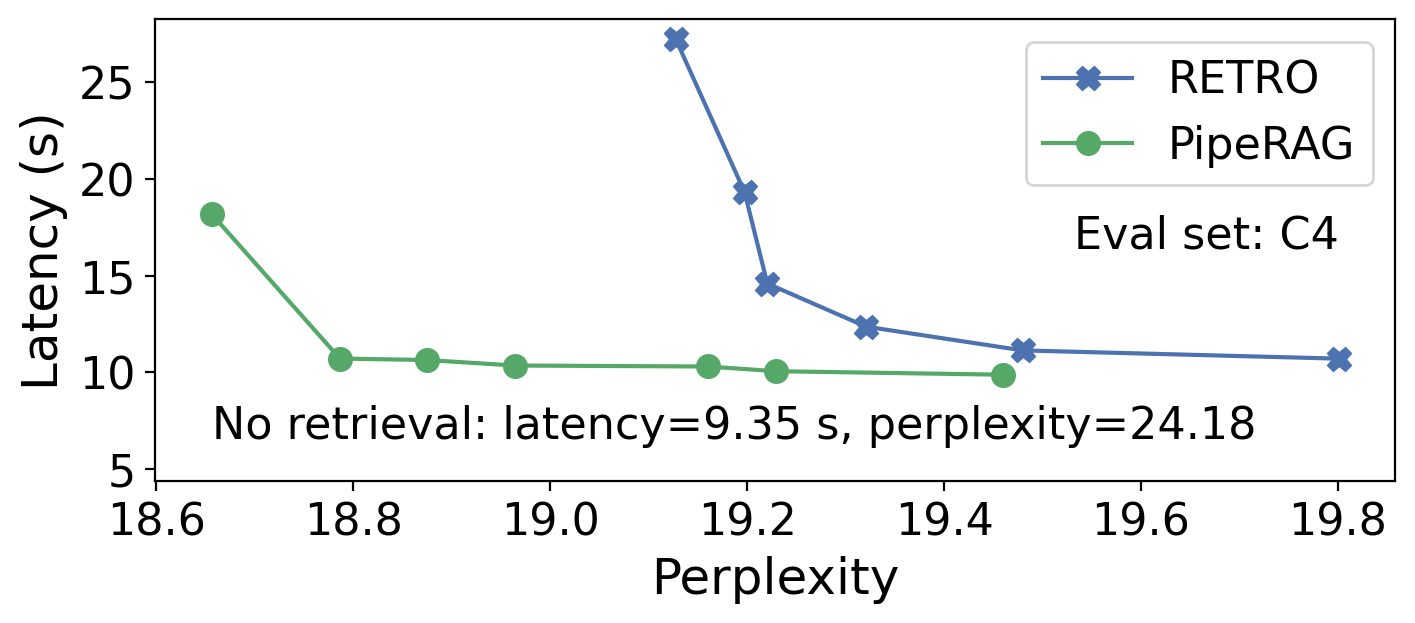 Latency (s)
25
20
15
10
5
RETRO
PipeRAG
Eval set: C4
No retrieval: latency=9.35 s, perplexity=24.18
18.6 18.8 19.0 19.2 19.4 19.6 19.8
Perplexity